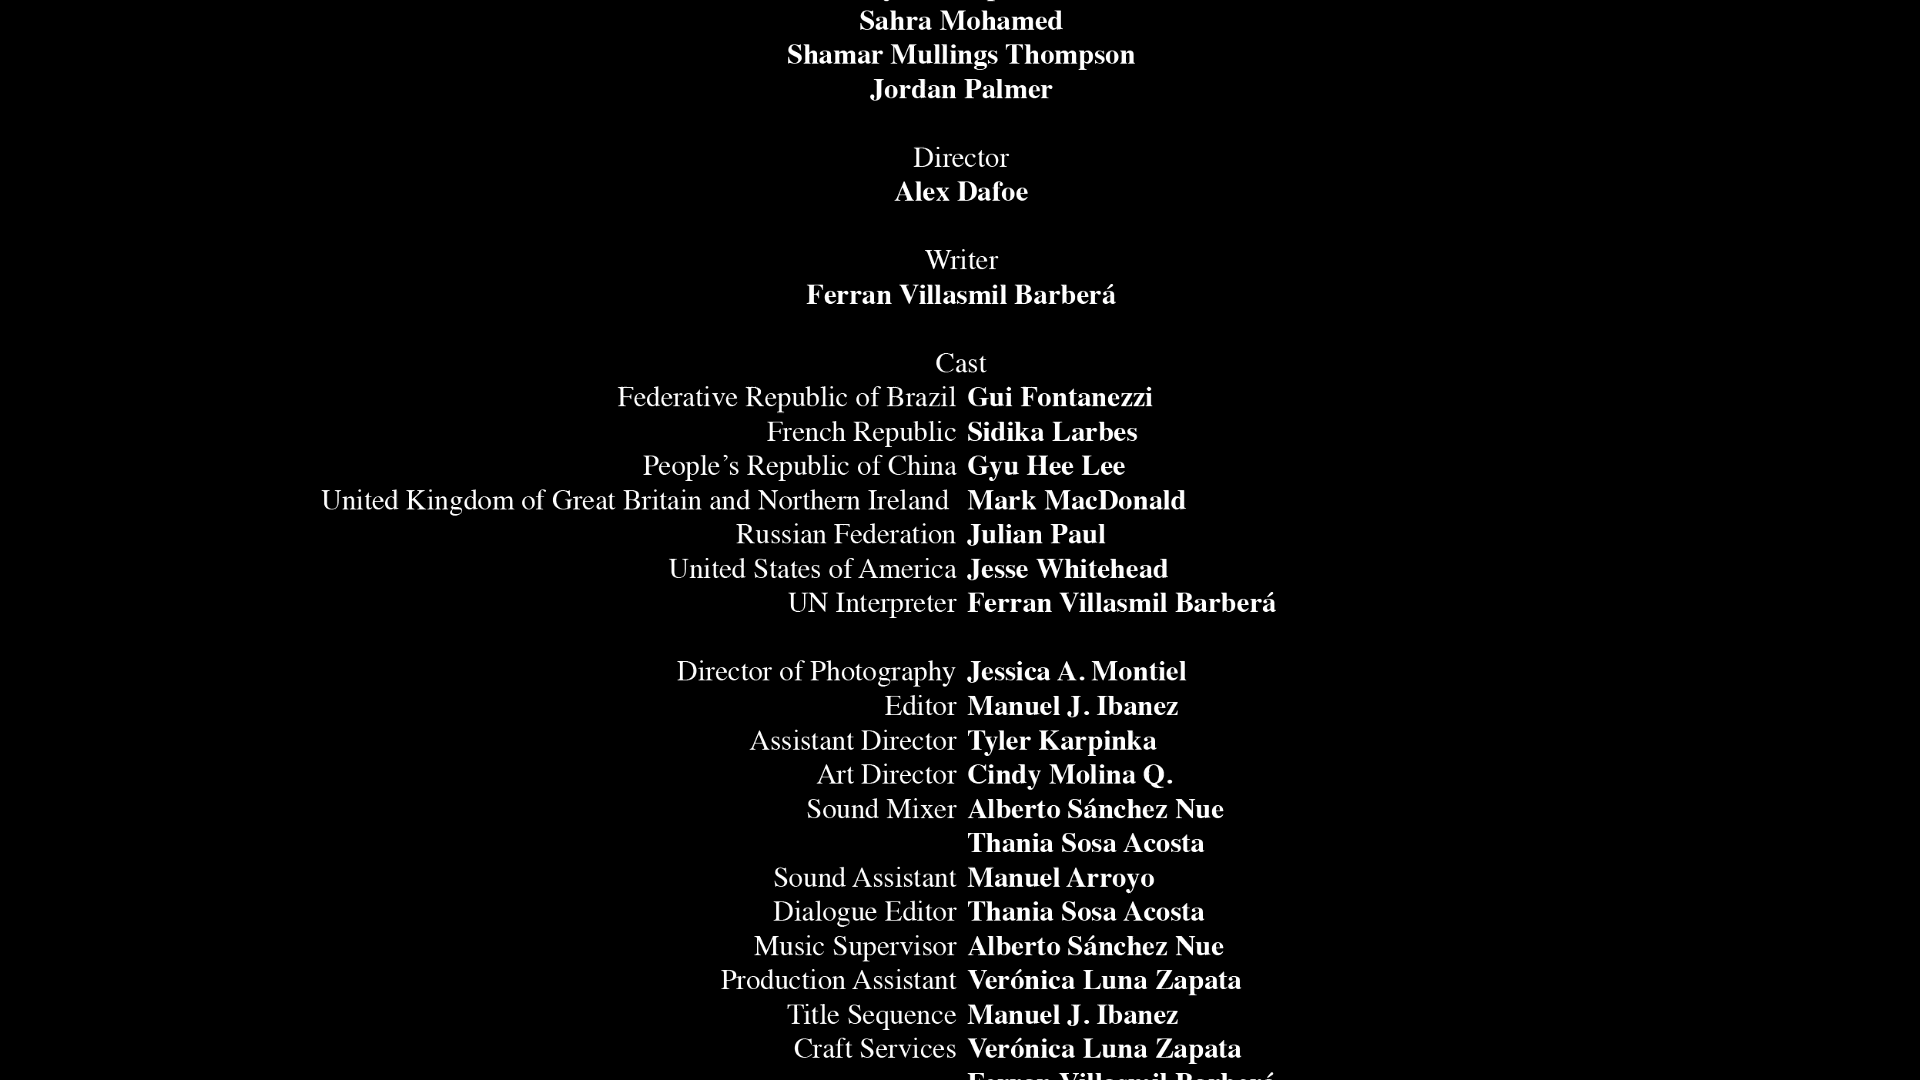 Sahra Mohamed
Shamar Mullings Thompson
Jordan Palmer
Director
Alex Dafoe
Writer
Ferran Villasmil Barberá
Cast
Federative Republic of Brazil Gui Fontanezzi
French Republic Sidika Larbes
People’s Republic of China Gyu Hee Lee
United Kingdom of Great Britain and Northern Ireland Mark MacDonald
Russian Federation Julian Paul
United States of America Jesse Whitehead
UN Interpreter Ferran Villasmil Barberá
Director of Photography Jessica A. Montiel
Editor Manuel J. Ibanez
Assistant Director Tyler Karpinka
Art Director Cindy Molina Q.
Sound Mixer Alberto Sánchez Nue
Thania Sosa Acosta
Sound Assistant Manuel Arroyo
Dialogue Editor Thania Sosa Acosta
Music Supervisor Alberto Sánchez Nue
Production Assistant Verónica Luna Zapata
Title Sequence Manuel J. Ibanez
Craft Services Verónica Luna Zapata
Ferran Villasmil Barberá